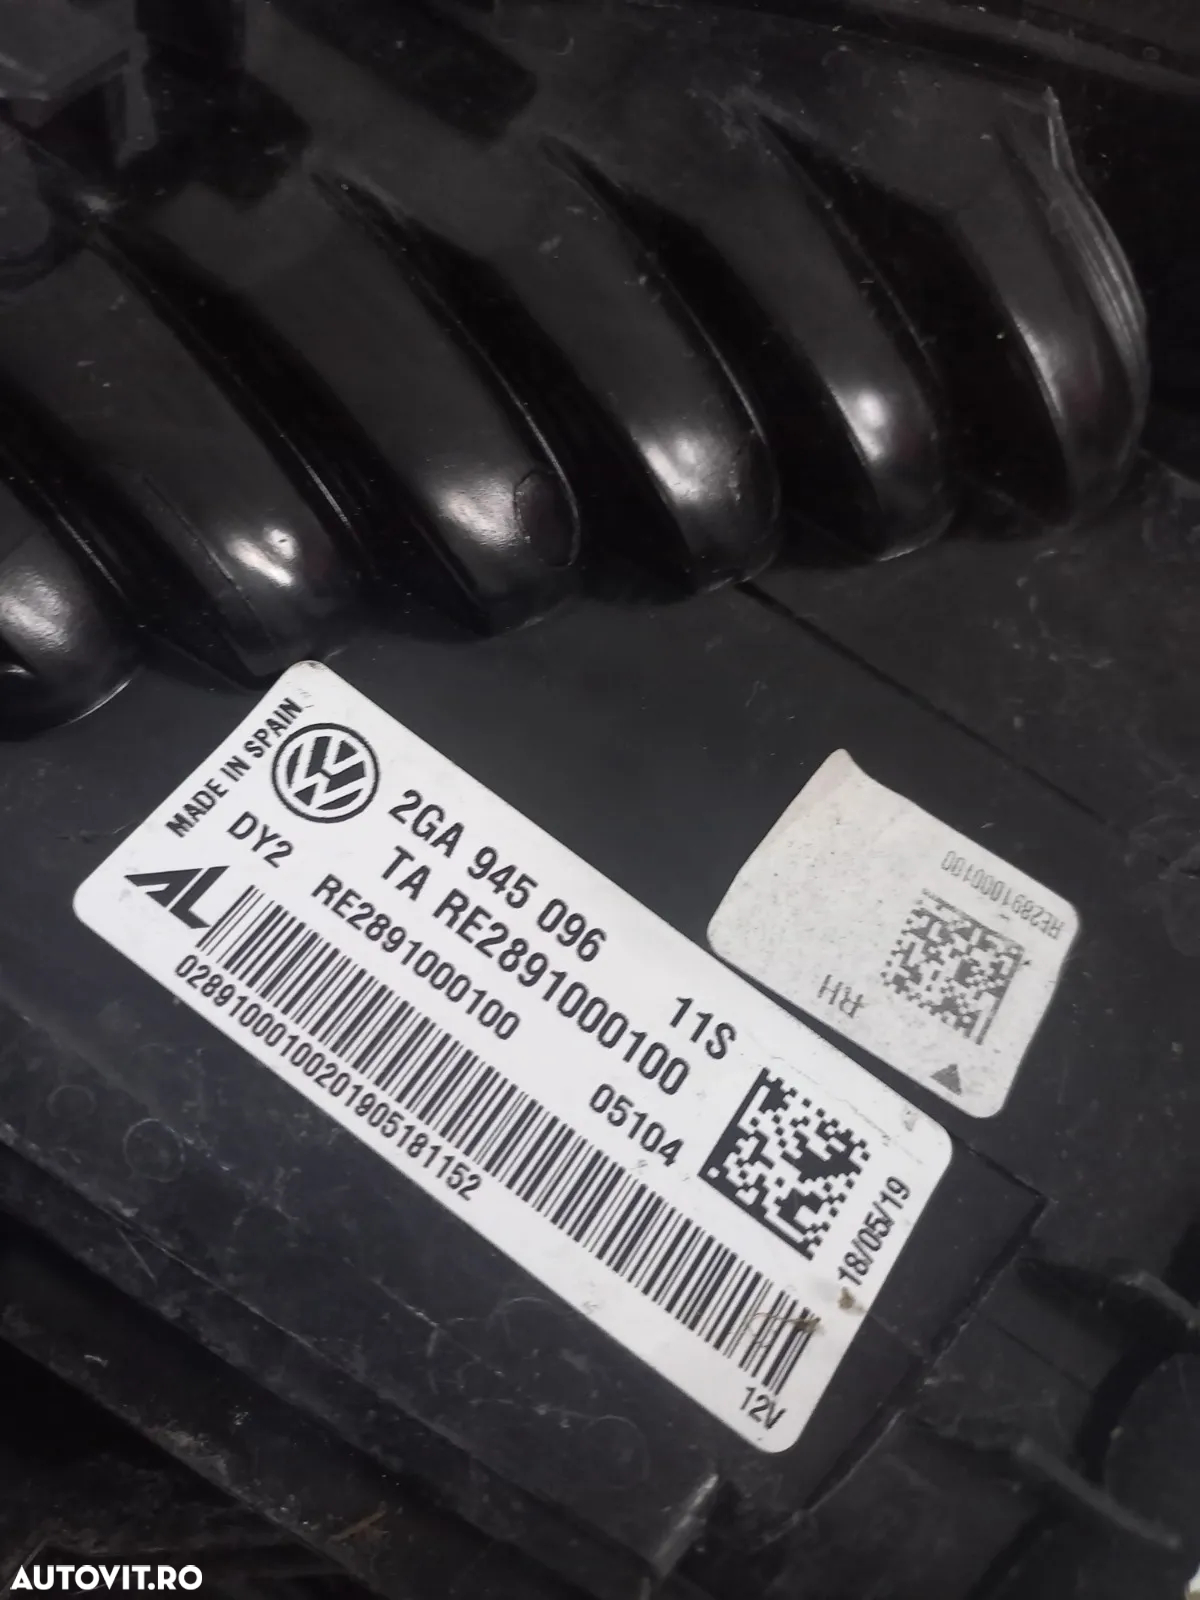 MADE IN SPAIN
2GA 945 096 11S
TA RE2891000100
DY2 RE2891000100 05104
AL
02891000100201905181152
18/05/19
12V
RE2891000100
RH
AUTOVIT.RO